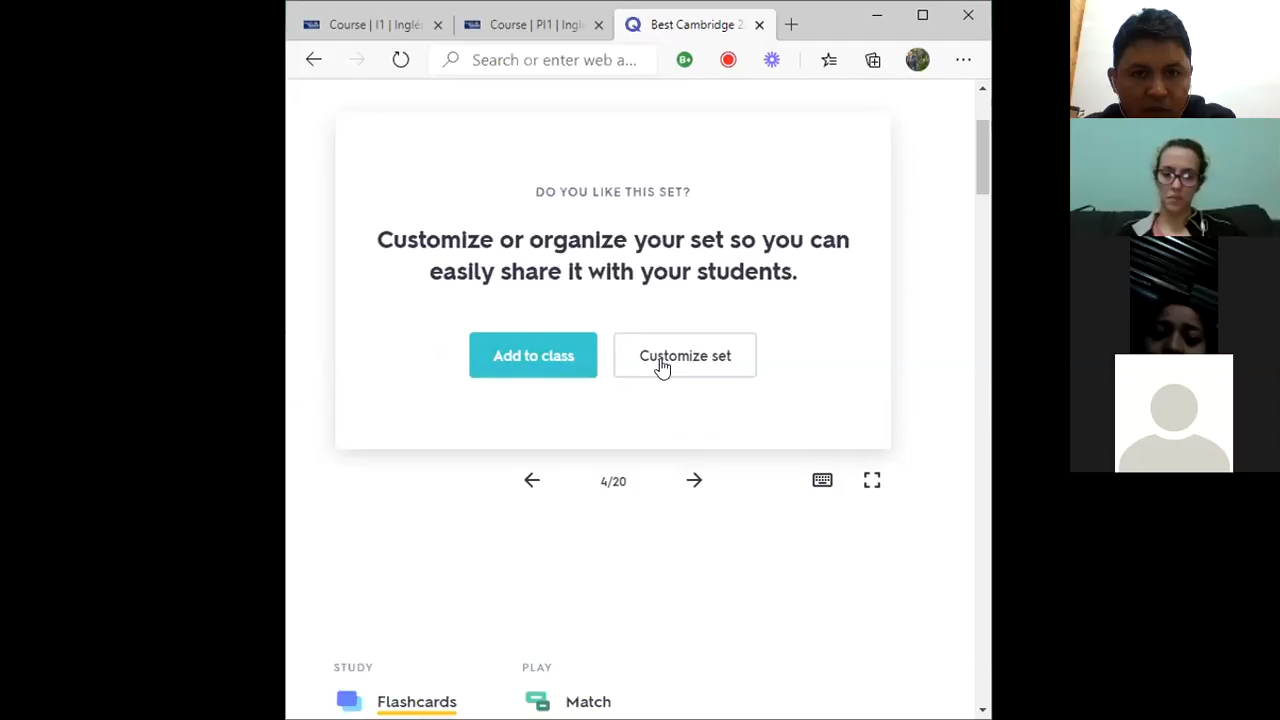 Course | I1 | Inglés
Course | PI1 | Ingl
Best Cambridge 2
Search or enter web a...
B+
DO YOU LIKE THIS SET?
Customize or organize your set so you can
easily share it with your students.
Add to class
Customize set
4/20
STUDY
PLAY
Flashcards
Match